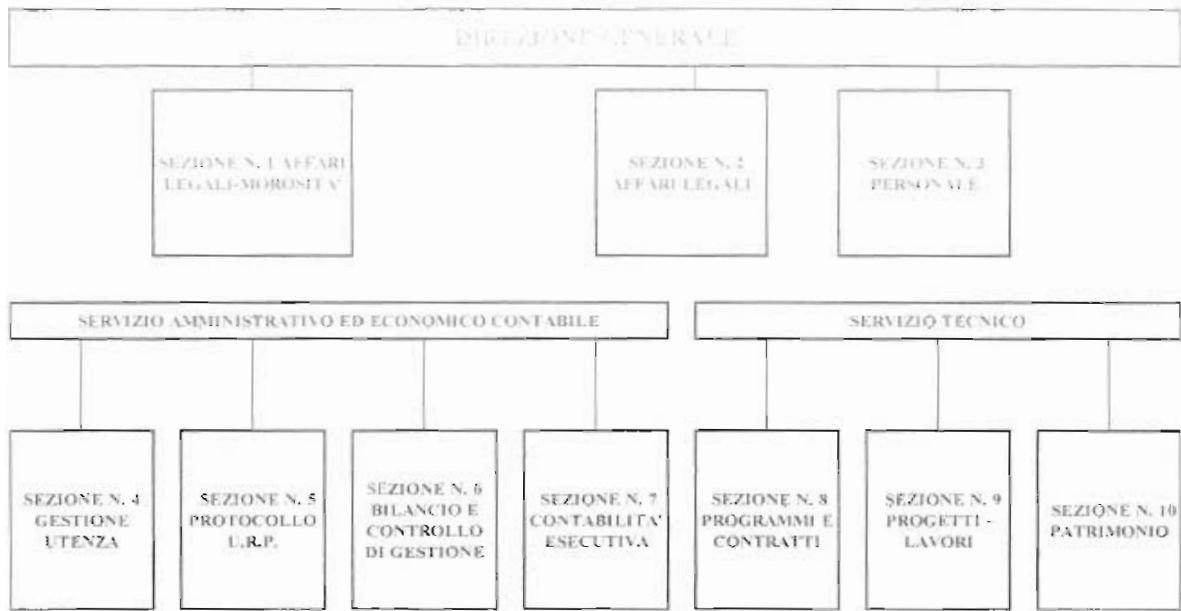 DIREZIONE GENERALE
SEZIONE N. 1 AFFARI
LEGALI-MOROSITA'
SEZIONE N. 2
AFFARI LEGALI
SEZIONE N. 3
PERSONALE
SERVIZIO AMMINISTRATIVO ED ECONOMICO CONTABILE
SERVIZIO TECNICO
SEZIONE N. 4
GESTIONE
UTENZA
SEZIONE N. 5
PROTOCOLLO
U.R.P.
SEZIONE N. 6
BILANCIO E
CONTROLLO
DI GESTIONE
SEZIONE N. 7
CONTABILITA'
ESECUTIVA
SEZIONE N. 8
PROGRAMMI E
CONTRATTI
SEZIONE N. 9
PROGETTI -
LAVORI
SEZIONE N. 10
PATRIMONIO